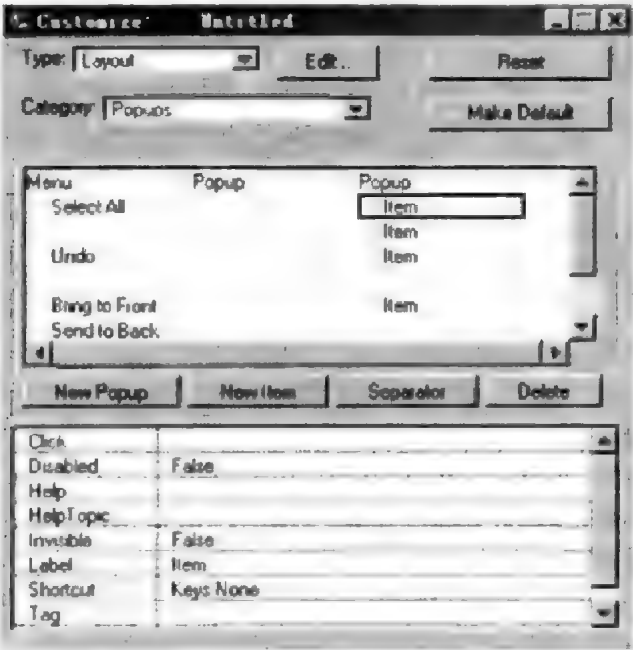 Customize: Untitled
Type: Layout Edit... Reset
Category: Popups Make Default
Menu Popup Popup
Select All Item
Item
Undo Item
Bring to Front Item
Send to Back
New Popup New Item Separator Delete
Click
Disabled False
Help
HelpTopic
Invisible False
Label Item
Shortcut Keys None
Tag